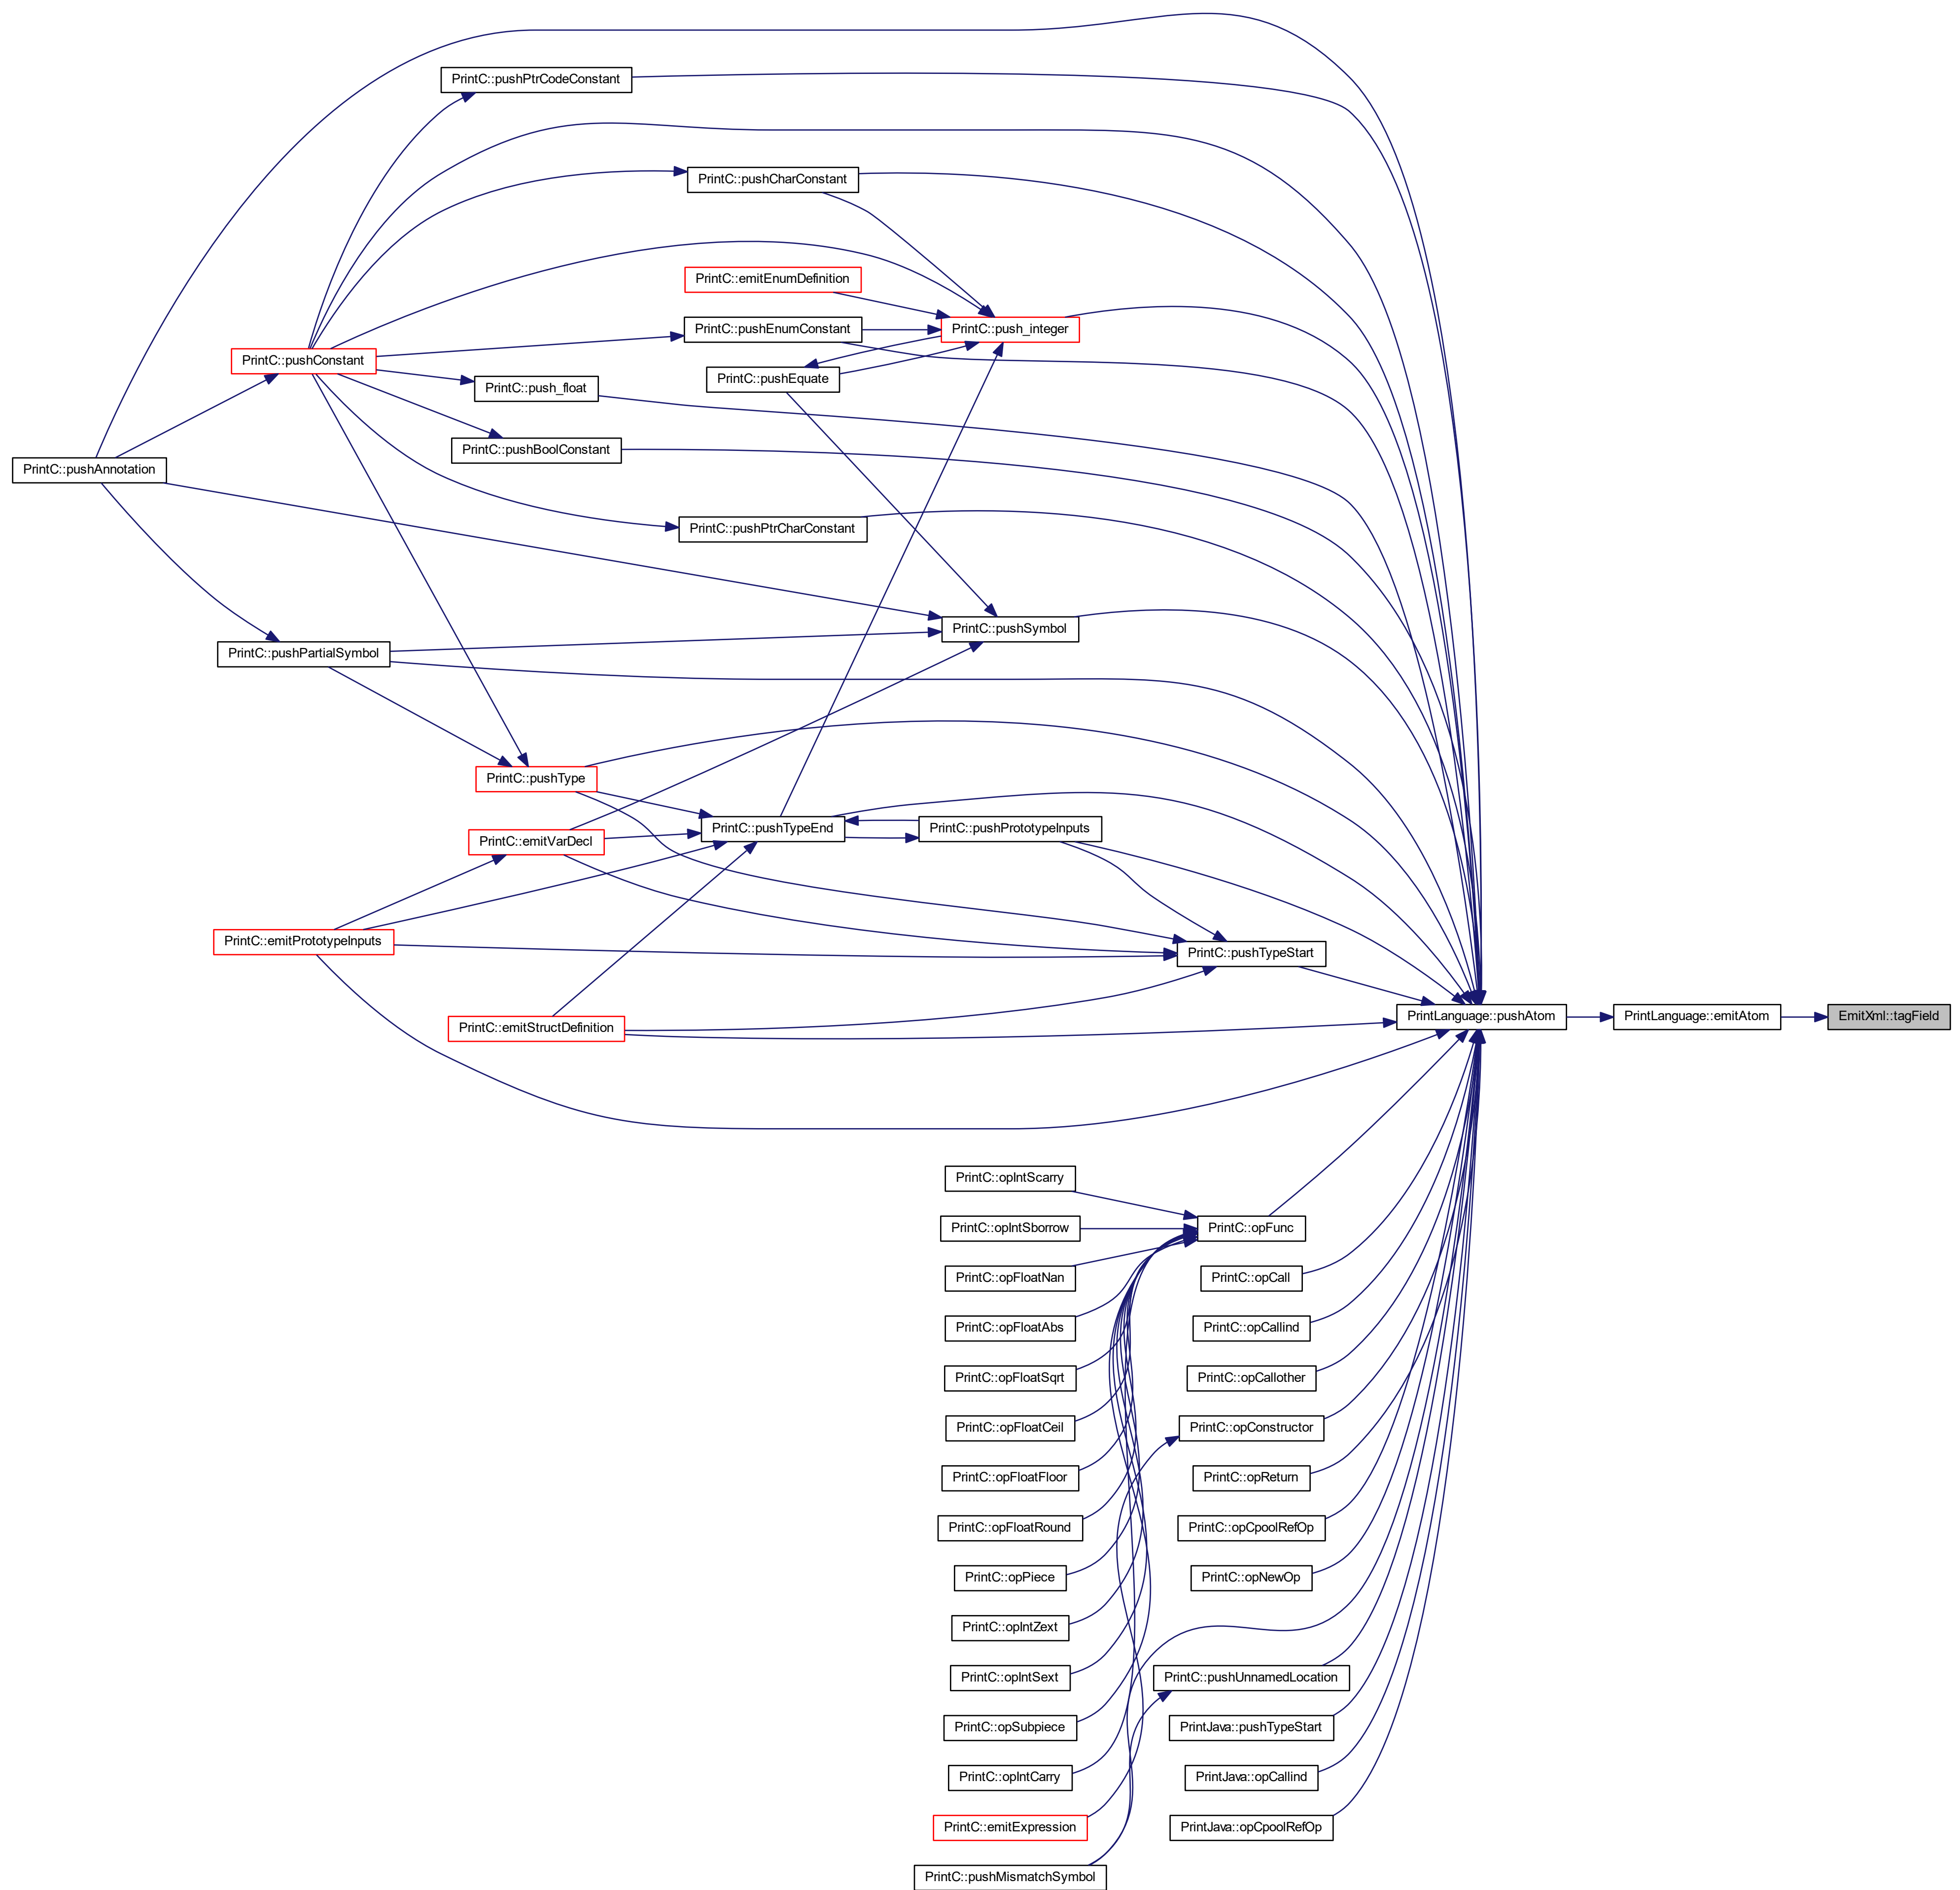 PrintC::pushPtrCodeConstant
PrintC::pushCharConstant
PrintC::emitEnumDefinition
PrintC::pushEnumConstant
PrintC::push_integer
PrintC::pushConstant
PrintC::pushEquate
PrintC::push_float
PrintC::pushBoolConstant
PrintC::pushAnnotation
PrintC::pushPtrCharConstant
PrintC::pushSymbol
PrintC::pushPartialSymbol
PrintC::pushType
PrintC::pushTypeEnd
PrintC::pushPrototypeInputs
PrintC::emitVarDecl
PrintC::emitPrototypeInputs
PrintC::pushTypeStart
PrintC::emitStructDefinition
PrintLanguage::pushAtom
PrintLanguage::emitAtom
EmitXml::tagField
PrintC::opIntScarry
PrintC::opIntSborrow
PrintC::opFunc
PrintC::opFloatNan
PrintC::opCall
PrintC::opFloatAbs
PrintC::opCallind
PrintC::opFloatSqrt
PrintC::opCallother
PrintC::opFloatCeil
PrintC::opConstructor
PrintC::opFloatFloor
PrintC::opReturn
PrintC::opFloatRound
PrintC::opCpoolRefOp
PrintC::opPiece
PrintC::opNewOp
PrintC::opIntZext
PrintC::opIntSext
PrintC::pushUnnamedLocation
PrintC::opSubpiece
PrintJava::pushTypeStart
PrintC::opIntCarry
PrintJava::opCallind
PrintC::emitExpression
PrintJava::opCpoolRefOp
PrintC::pushMismatchSymbol